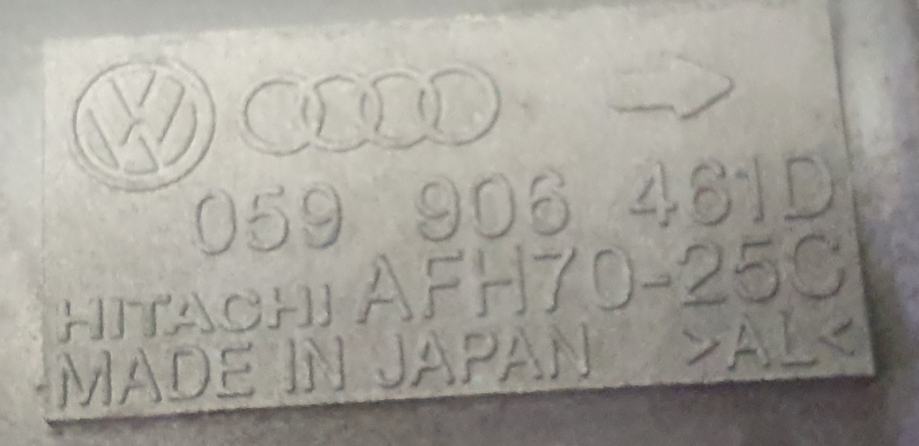 059 906 461D
HITACHI AFH70-25C
MADE IN JAPAN >AL<